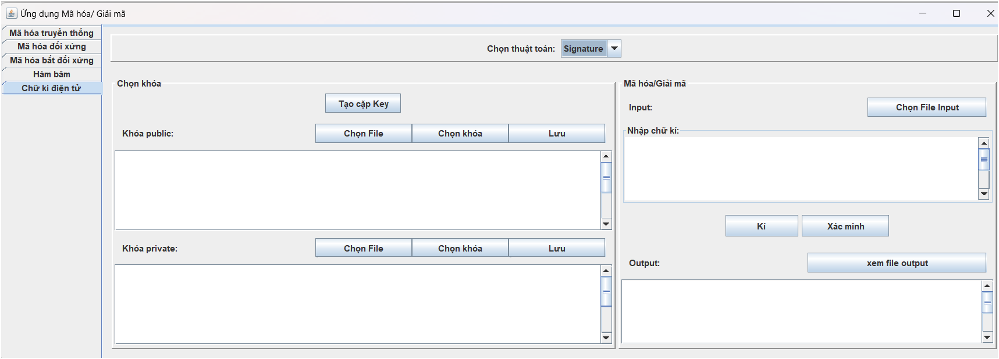 Ứng dụng Mã hóa/ Giải mã
Mã hóa truyền thống
Mã hóa đối xứng
Mã hóa bất đối xứng
Hàm băm
Chữ kí điện tử
Chọn thuật toán: Signature
Chọn khóa
Tạo cặp Key
Khóa public: Chọn File Chọn khóa Lưu
Khóa private: Chọn File Chọn khóa Lưu
Mã hóa/Giải mã
Input: Chọn File Input
Nhập chữ kí:
Kí Xác minh
Output: xem file output